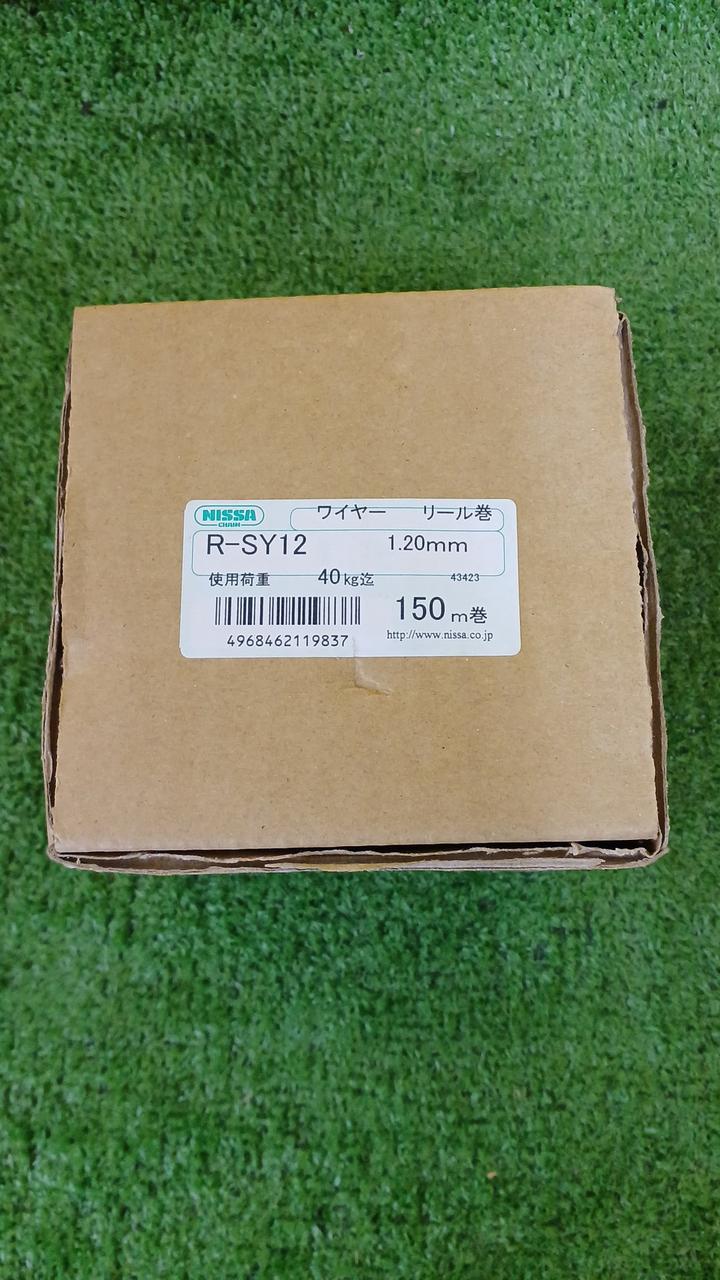 NISSA
CHAIN
ワイヤー リール巻
R-SY12 1.20mm
使用荷重 40kg迄 43423
150m巻
4968462119837
http://www.nissa.co.jp